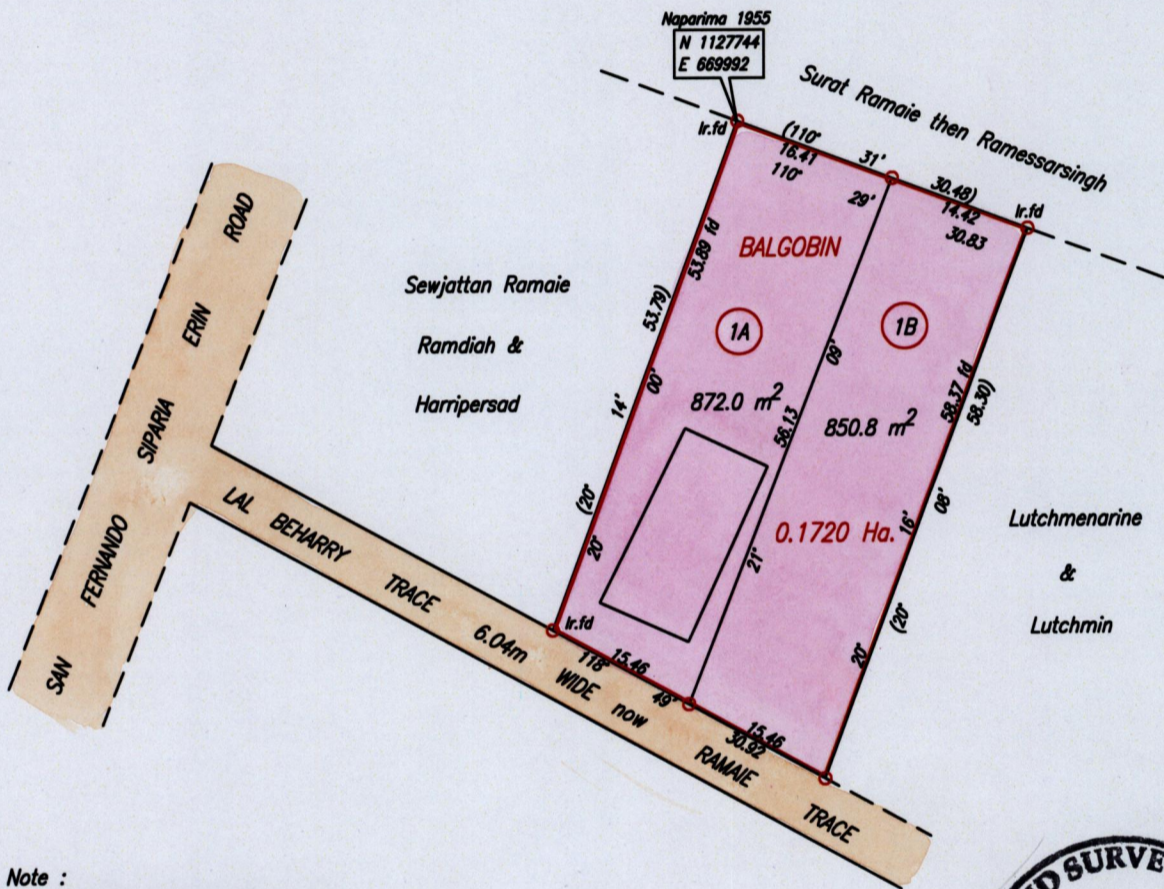 Naparima 1955
N 1127744
E 669992
Surat Ramaie then Ramessarsingh
Ir.fd
(110°
31'
30.48)
16.41
14.42
110°
29'
30.83
Ir.fd
BALGOBIN
53.89 fd
53.79)
Sewjattan Ramaie
Ramdiah &
Harripersad
1A
1B
872.0 m²
850.8 m²
14'
00'
09'
56.13
58.37 fd
58.30)
(20°
20°
21°
16'
08'
0.1720 Ha.
(20°
20°
Lutchmenarine
&
Lutchmin
SAN FERNANDO SIPARIA ERIN ROAD
LAL BEHARRY TRACE 6.04m WIDE now RAMAIE TRACE
Ir.fd
118°
15.46
49'
15.46
30.92
Note :
ND SURVE